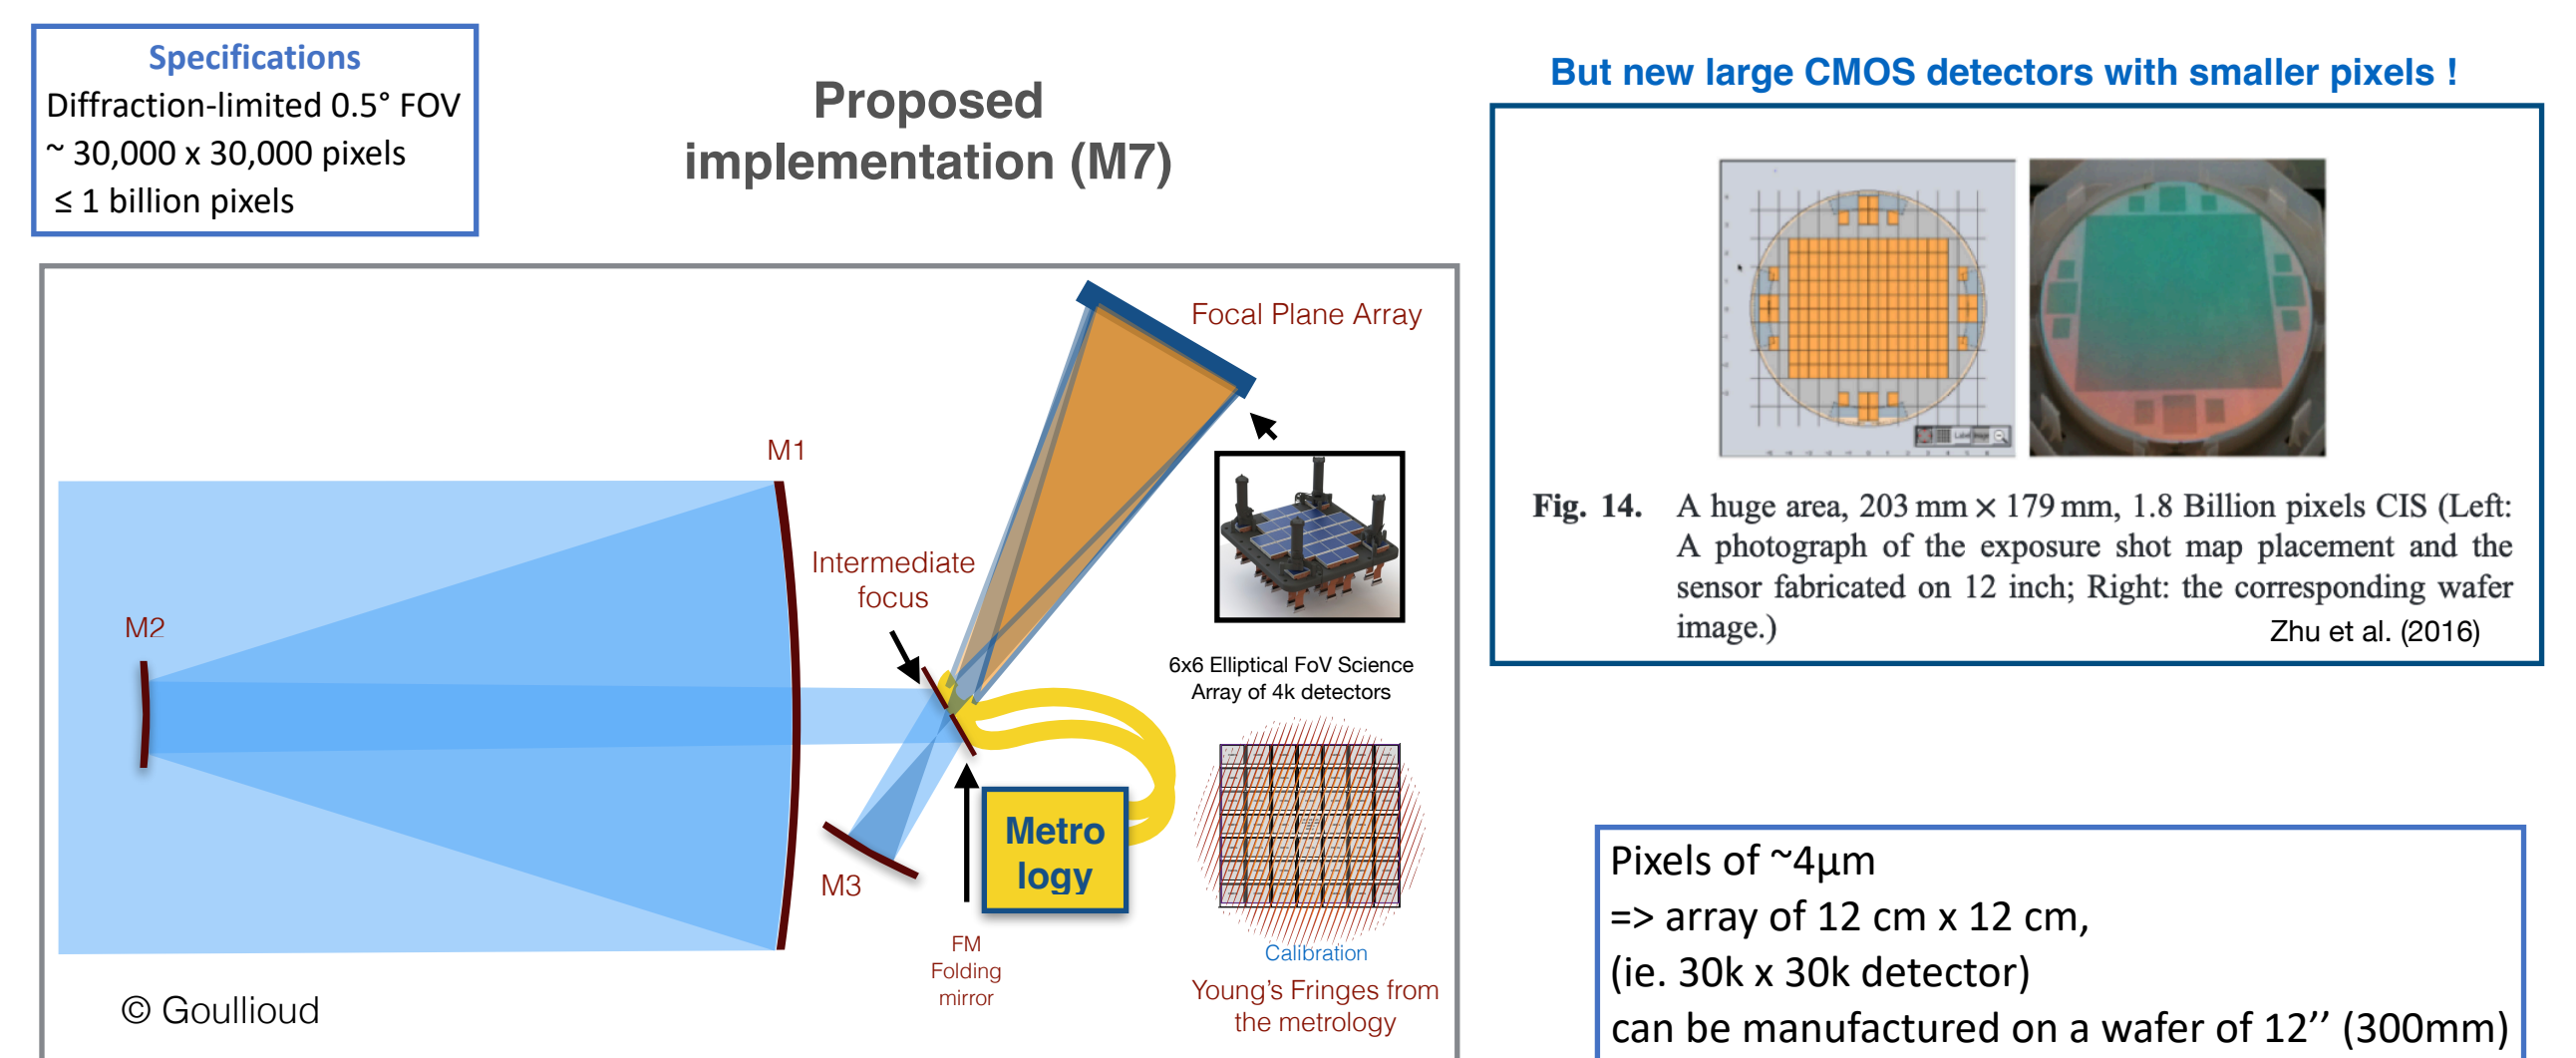 Specifications
Diffraction-limited 0.5° FOV
~ 30,000 x 30,000 pixels
≤ 1 billion pixels
Proposed
implementation (M7)
But new large CMOS detectors with smaller pixels !
Focal Plane Array
M1
Intermediate
focus
M2
6x6 Elliptical FoV Science
Array of 4k detectors
Metro
logy
M3
FM
Folding
mirror
Calibration
Young's Fringes from
the metrology
© Goullioud
Fig. 14. A huge area, 203 mm × 179 mm, 1.8 Billion pixels CIS (Left:
A photograph of the exposure shot map placement and the
sensor fabricated on 12 inch; Right: the corresponding wafer
image.)
Zhu et al. (2016)
Pixels of ~4µm
=> array of 12 cm x 12 cm,
(ie. 30k x 30k detector)
can be manufactured on a wafer of 12’’ (300mm)